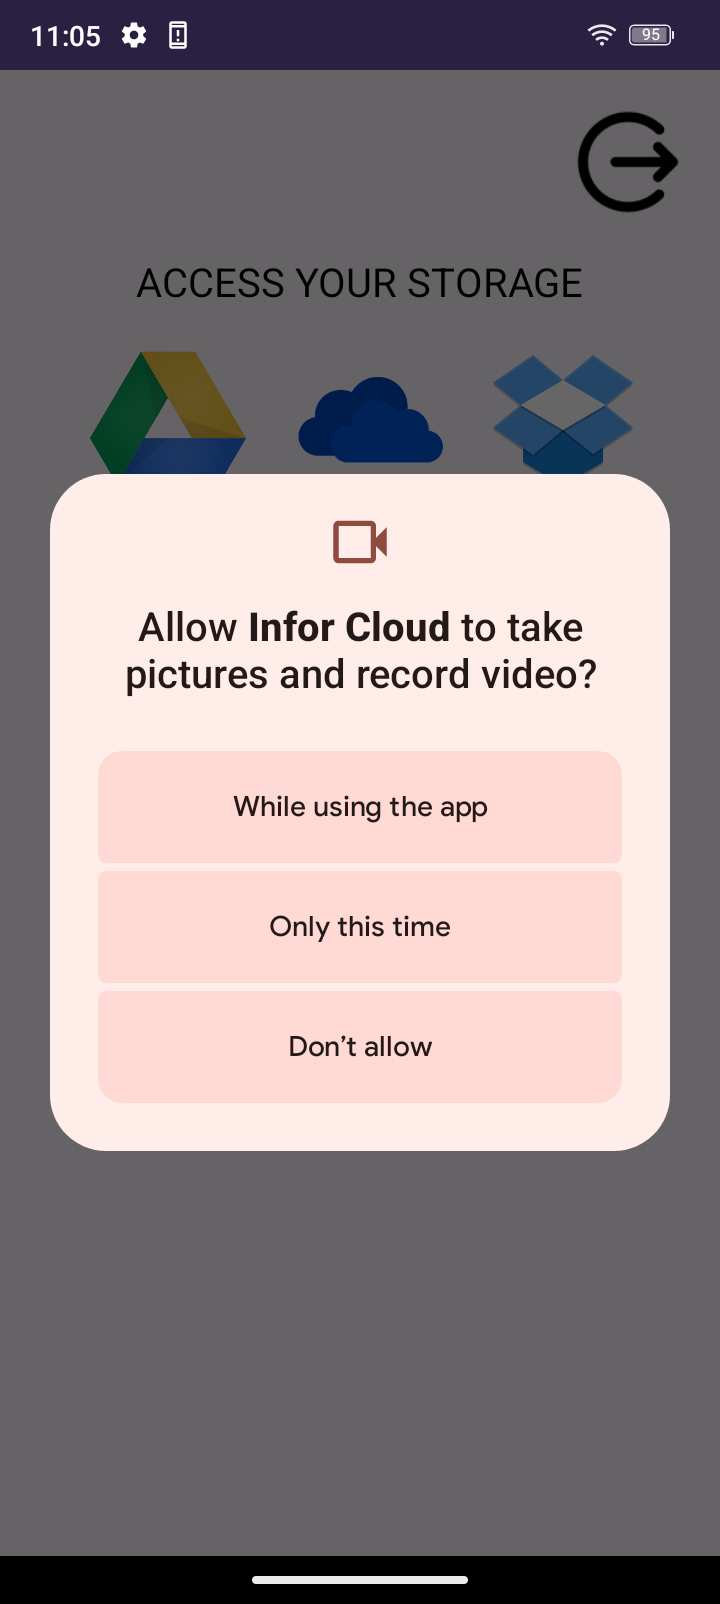 11:05
95
ACCESS YOUR STORAGE
Allow Infor Cloud to take
pictures and record video?
While using the app
Only this time
Don’t allow